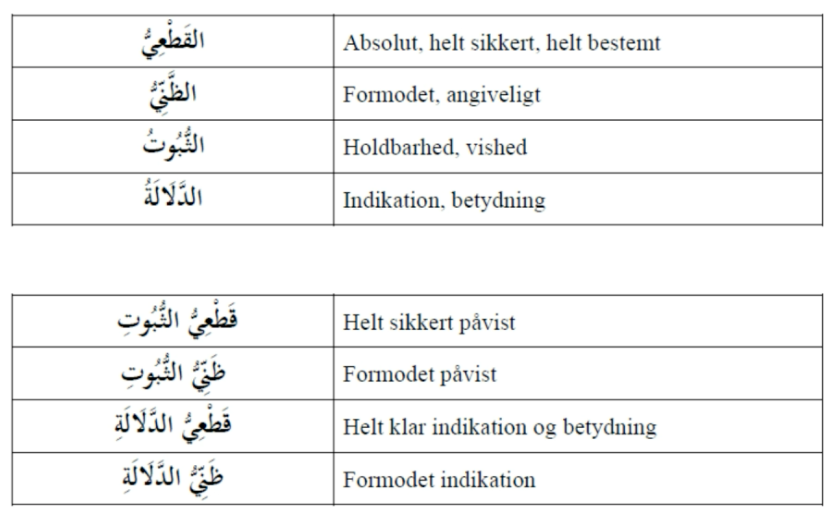 القَطْعِيُّ Absolut, helt sikkert, helt bestemt
الظَّنِّيُّ Formodet, angiveligt
الثُّبُوتُ Holdbarhed, vished
الدَّلَالَةُ Indikation, betydning
قَطْعِيُّ الثُّبُوتِ Helt sikkert påvist
ظَنِّيُّ الثُّبُوتِ Formodet påvist
قَطْعِيُّ الدَّلَالَةِ Helt klar indikation og betydning
ظَنِّيُّ الدَّلَالَةِ Formodet indikation